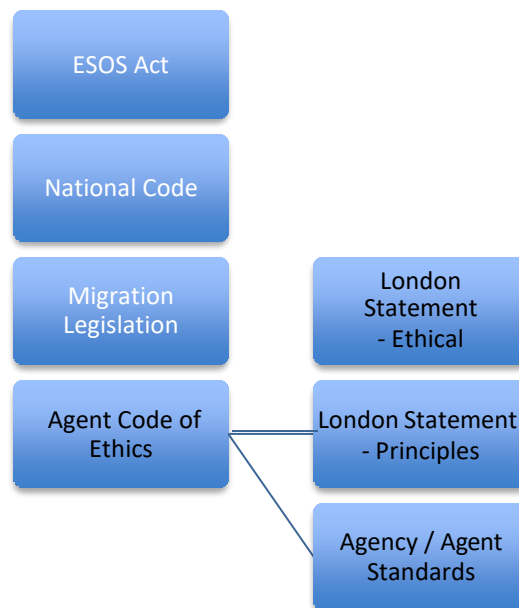 ESOS Act
National Code
Migration
Legislation
London
Statement
- Ethical
Agent Code of
Ethics
London Statement
- Principles
Agency / Agent
Standards